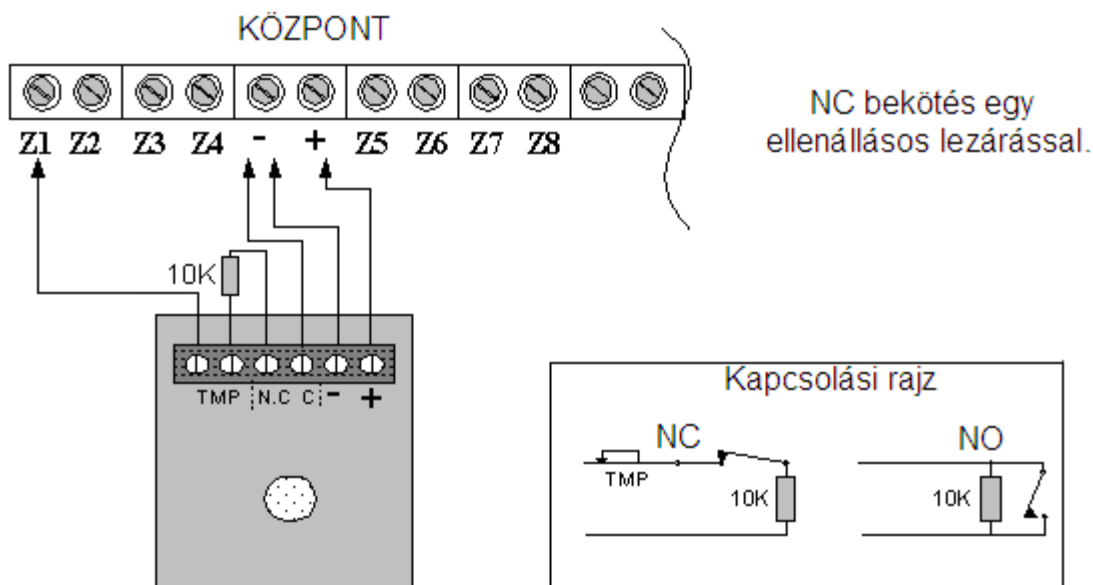 KÖZPONT
NC bekötés egy
ellenállásos lezárással.
Z1 Z2 Z3 Z4 - + Z5 Z6 Z7 Z8
10K
TMP N.C C - +
Kapcsolási rajz
NC NO
TMP
10K 10K